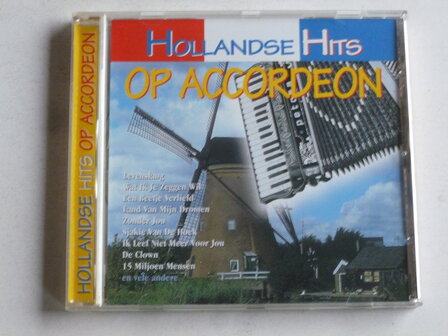 HOLLANDSE HITS
OP ACCORDEON
HOLLANDSE HITS OP ACCORDEON
Levenslang
Wat Ik Je Zeggen Wil
Een Beetje Verliefd
Land Van Mijn Dromen
Zonder Jou
Sjakie Van De Hoek
Ik Leef Niet Meer Voor Jou
De Clown
15 Miljoen Mensen
en vele andere